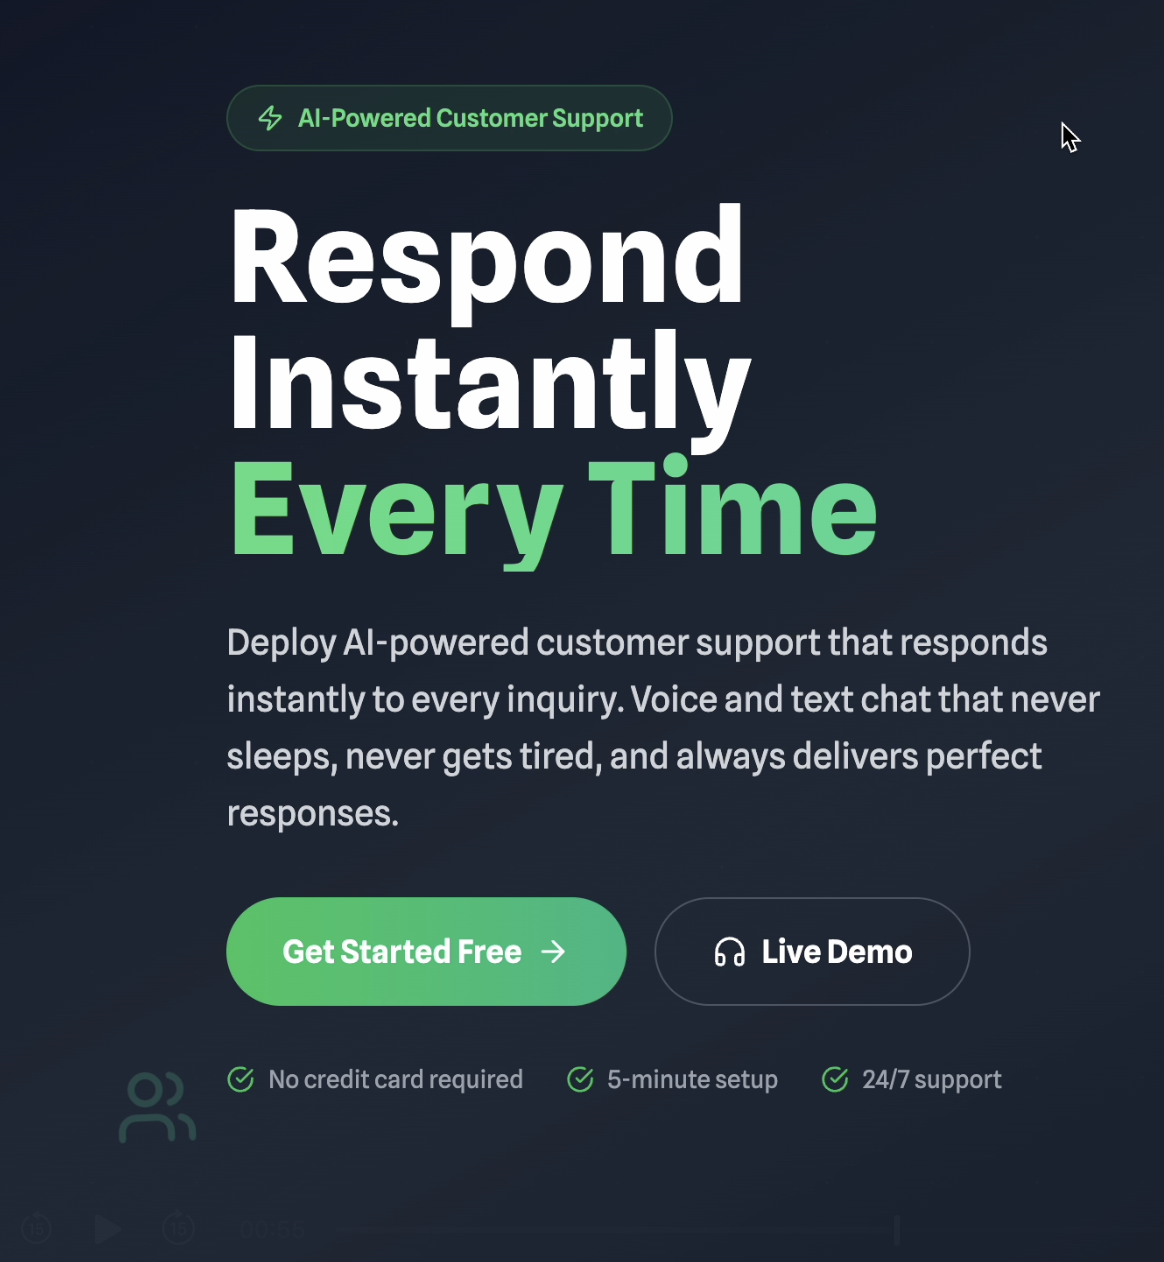 AI-Powered Customer Support
Respond
Instantly
Every Time
Deploy AI-powered customer support that responds
instantly to every inquiry. Voice and text chat that never
sleeps, never gets tired, and always delivers perfect
responses.
Get Started Free →
Live Demo
No credit card required
5-minute setup
24/7 support
15
00:55